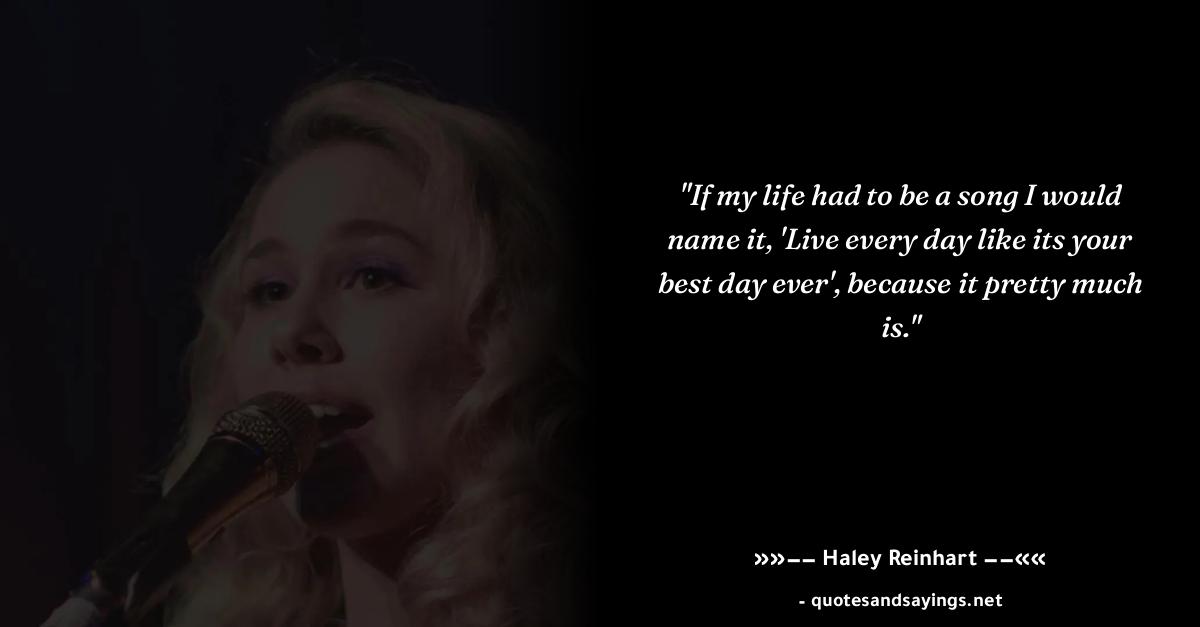 "If my life had to be a song I would
name it, 'Live every day like its your
best day ever', because it pretty much
is."
»»−− Haley Reinhart −−««
- quotesandsayings.net